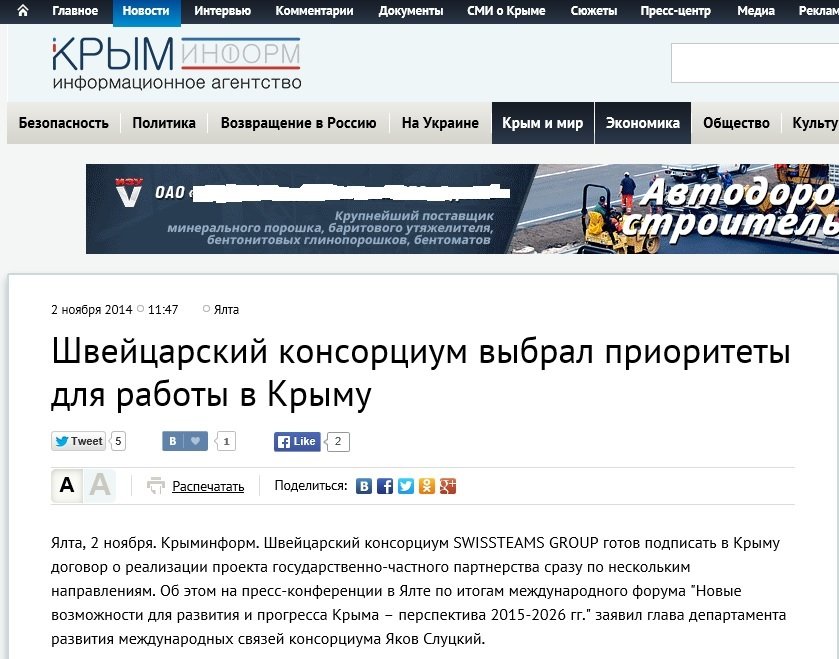 Главное Новости Интервью Комментарии Документы СМИ о Крыме Сюжеты Пресс-центр Медиа Реклам
КРЫМ ИНФОРМ
информационное агентство
Безопасность Политика Возвращение в Россию На Украине Крым и мир Экономика Общество Культу
ИЗУ
ОАО «
Крупнейший поставщик
минерального порошка, баритового утяжелителя,
бентонитовых глинопорошков, бентоматов
Автодоро
строитель
2 ноября 2014 11:47 Ялта
Швейцарский консорциум выбрал приоритеты
для работы в Крыму
Tweet 5 В 1 Like 2
А А Распечатать Поделиться:
Ялта, 2 ноября. Крыминформ. Швейцарский консорциум SWISSTEAMS GROUP готов подписать в Крыму
договор о реализации проекта государственно-частного партнерства сразу по нескольким
направлениям. Об этом на пресс-конференции в Ялте по итогам международного форума "Новые
возможности для развития и прогресса Крыма – перспектива 2015-2026 гг." заявил глава департамента
развития международных связей консорциума Яков Слуцкий.